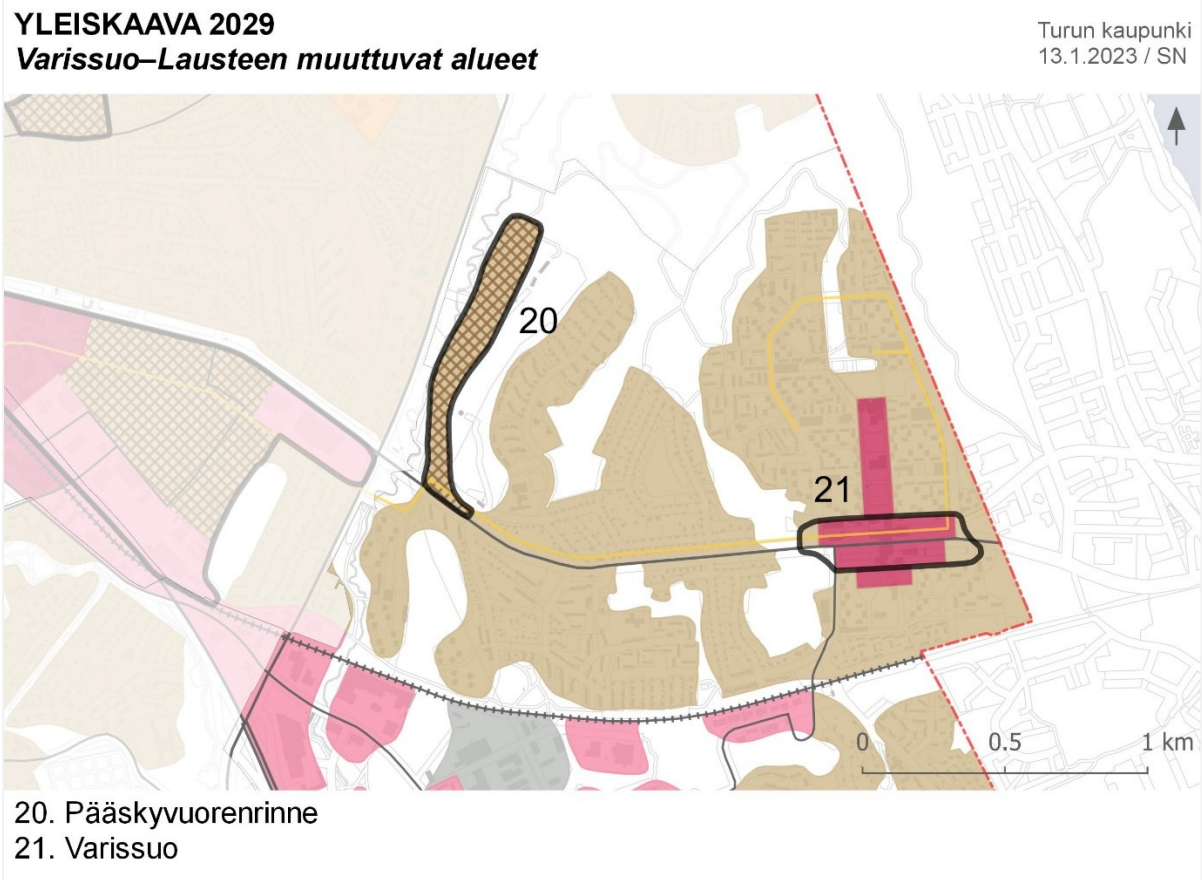 YLEISKAAVA 2029
Varissuo–Lausteen muuttuvat alueet
Turun kaupunki
13.1.2023 / SN
20
21
0 0.5 1 km
20. Pääskyvuorenrinne
21. Varissuo